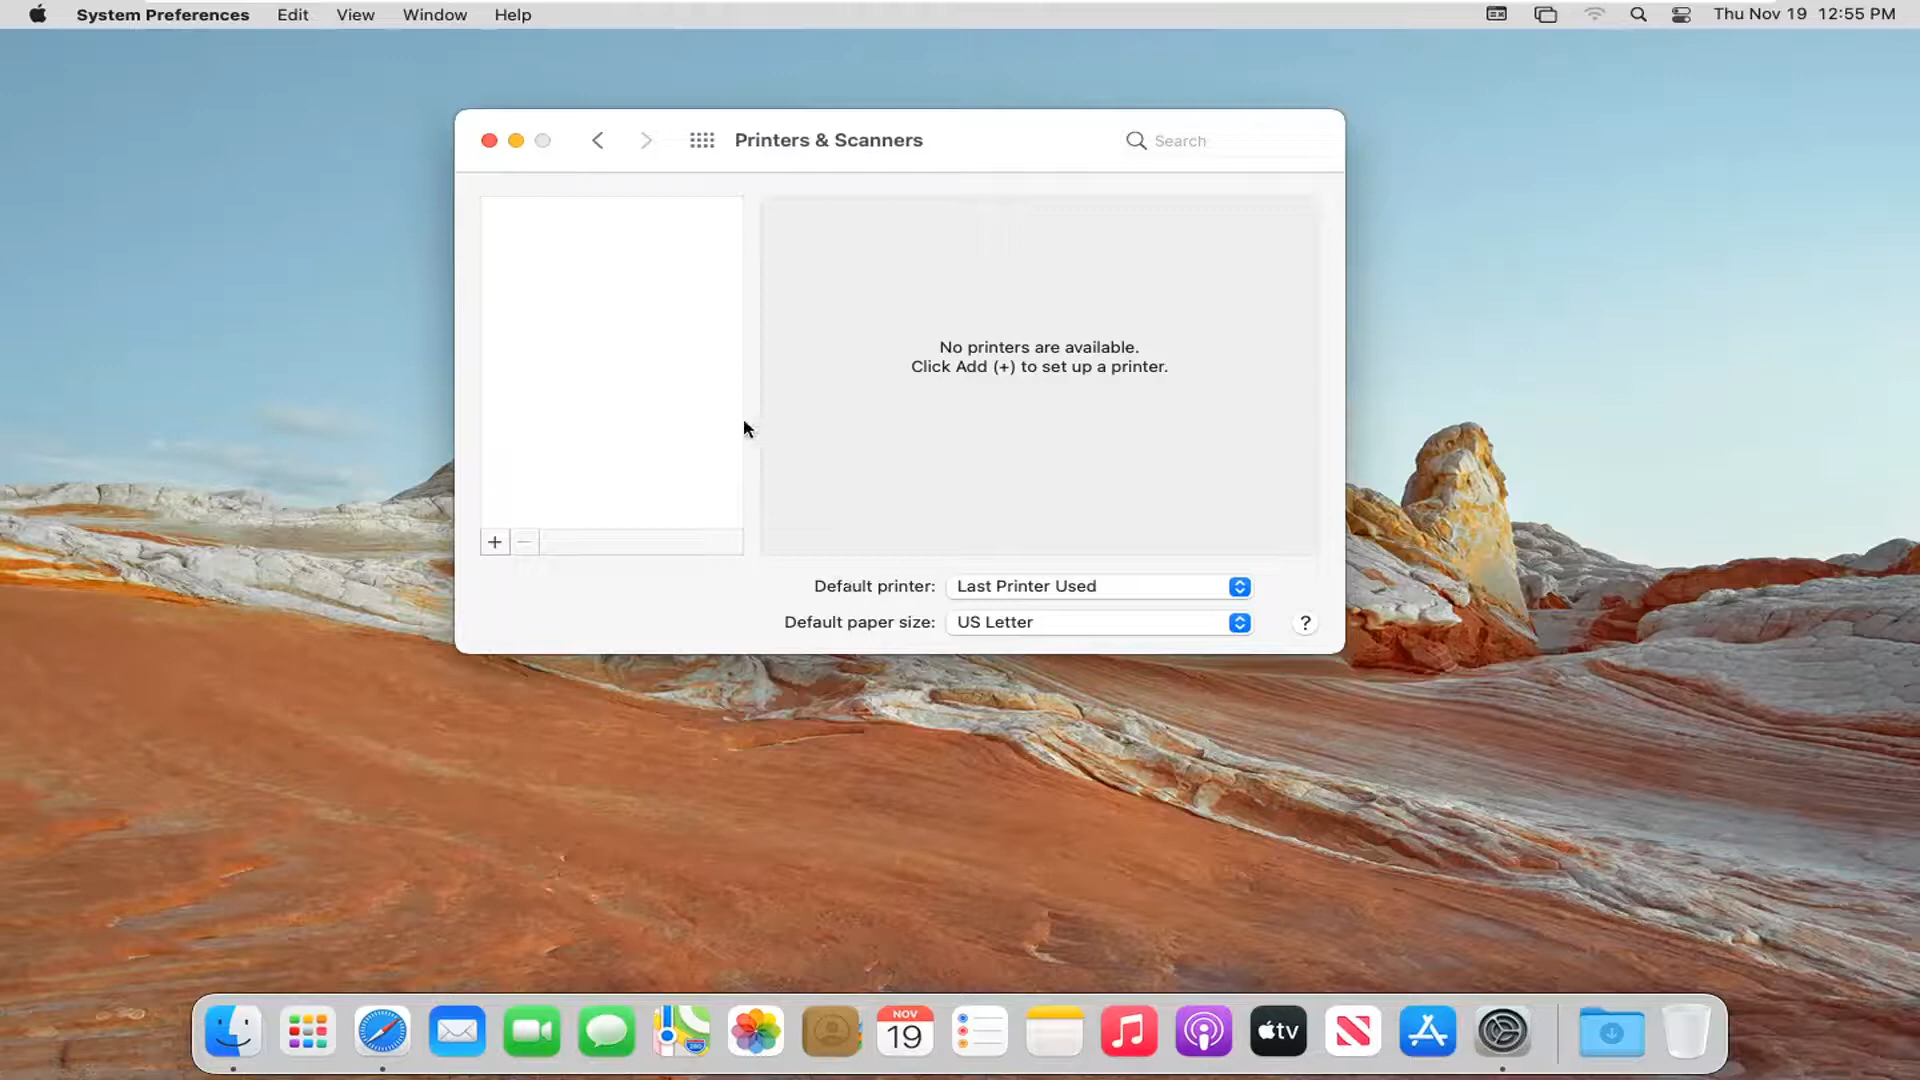 System Preferences Edit View Window Help Thu Nov 19 12:55 PM
Printers & Scanners Search
No printers are available.
Click Add (+) to set up a printer.
+ −
Default printer: Last Printer Used
Default paper size: US Letter ?
NOV
19
280
tv